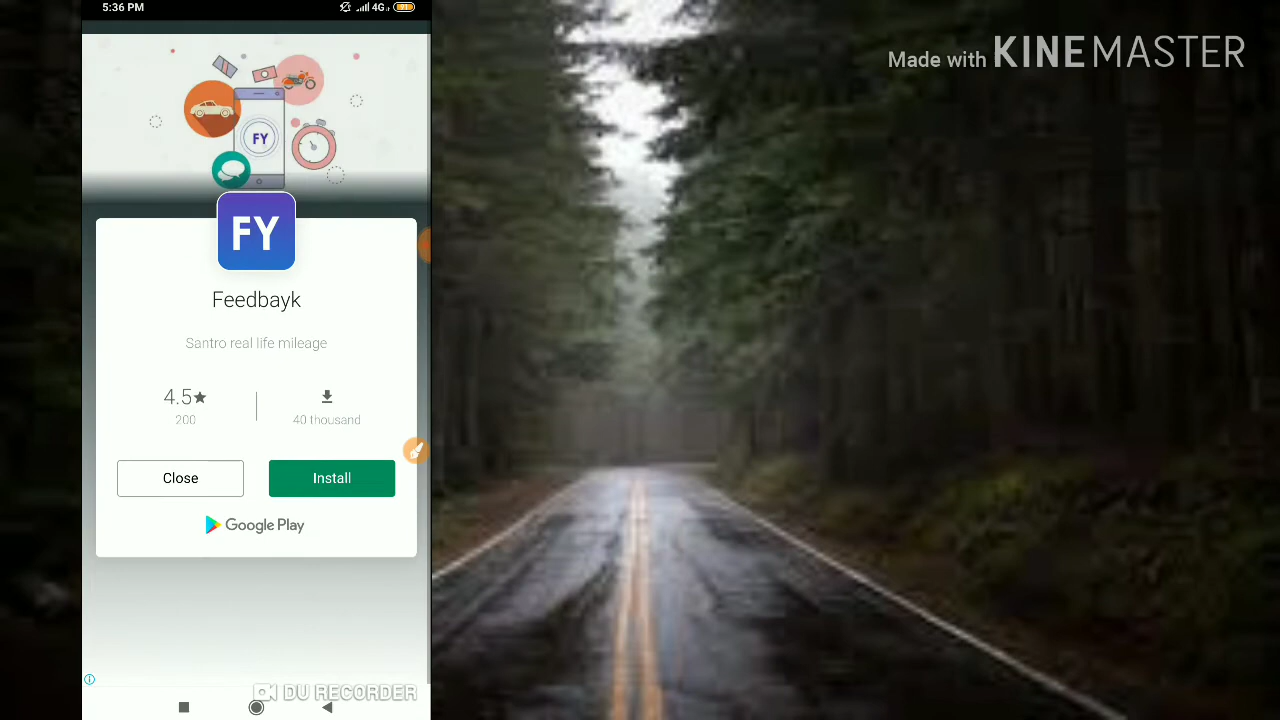 5:36 PM
4G
Made with KINEMASTER
FY
FY
Feedbayk
Santro real life mileage
4.5★
200
40 thousand
Close
Install
Google Play
DU RECORDER